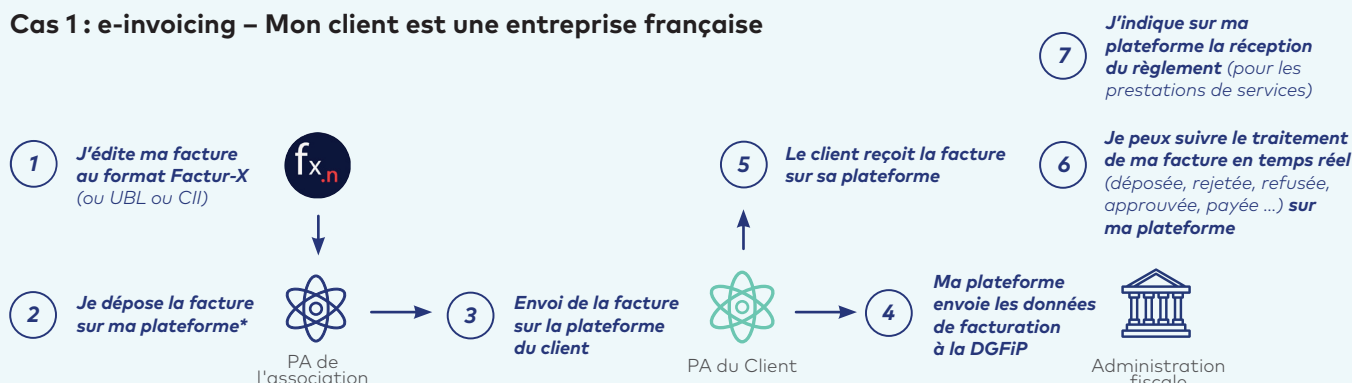 Cas 1 : e-invoicing – Mon client est une entreprise française
1
J'édite ma facture
au format Factur-X
(ou UBL ou CII)
fx.n
2
Je dépose la facture
sur ma plateforme*
PA de
l'association
3
Envoi de la facture
sur la plateforme
du client
PA du Client
4
Ma plateforme
envoie les données
de facturation
à la DGFiP
Administration
fiscale
5
Le client reçoit la facture
sur sa plateforme
6
Je peux suivre le traitement
de ma facture en temps réel
(déposée, rejetée, refusée,
approuvée, payée ...) sur
ma plateforme
7
J'indique sur ma
plateforme la réception
du règlement (pour les
prestations de services)